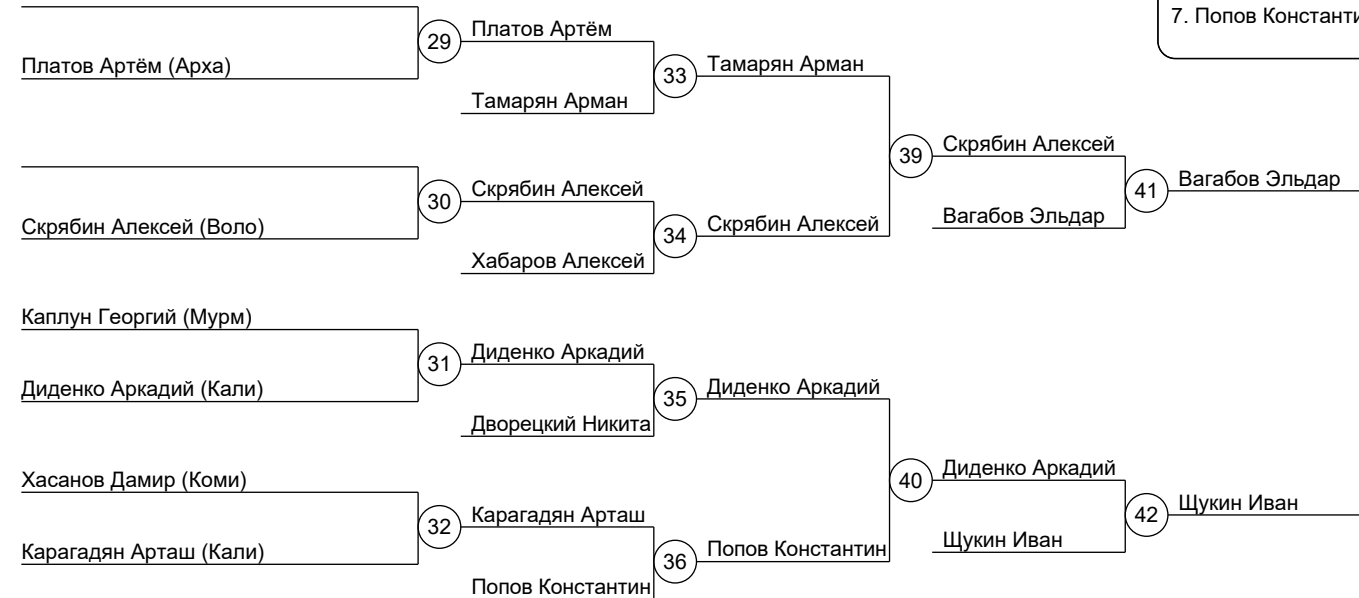 7. Попов Константи
Платов Артём (Арха)
29
Платов Артём
Тамарян Арман
33
Тамарян Арман
Скрябин Алексей (Воло)
30
Скрябин Алексей
Хабаров Алексей
34
Скрябин Алексей
39
Скрябин Алексей
Вагабов Эльдар
41
Вагабов Эльдар
Каплун Георгий (Мурм)
Диденко Аркадий (Кали)
31
Диденко Аркадий
Дворецкий Никита
35
Диденко Аркадий
Хасанов Дамир (Коми)
Карагадян Арташ (Кали)
32
Карагадян Арташ
Попов Константин
36
Попов Константин
40
Диденко Аркадий
Щукин Иван
42
Щукин Иван